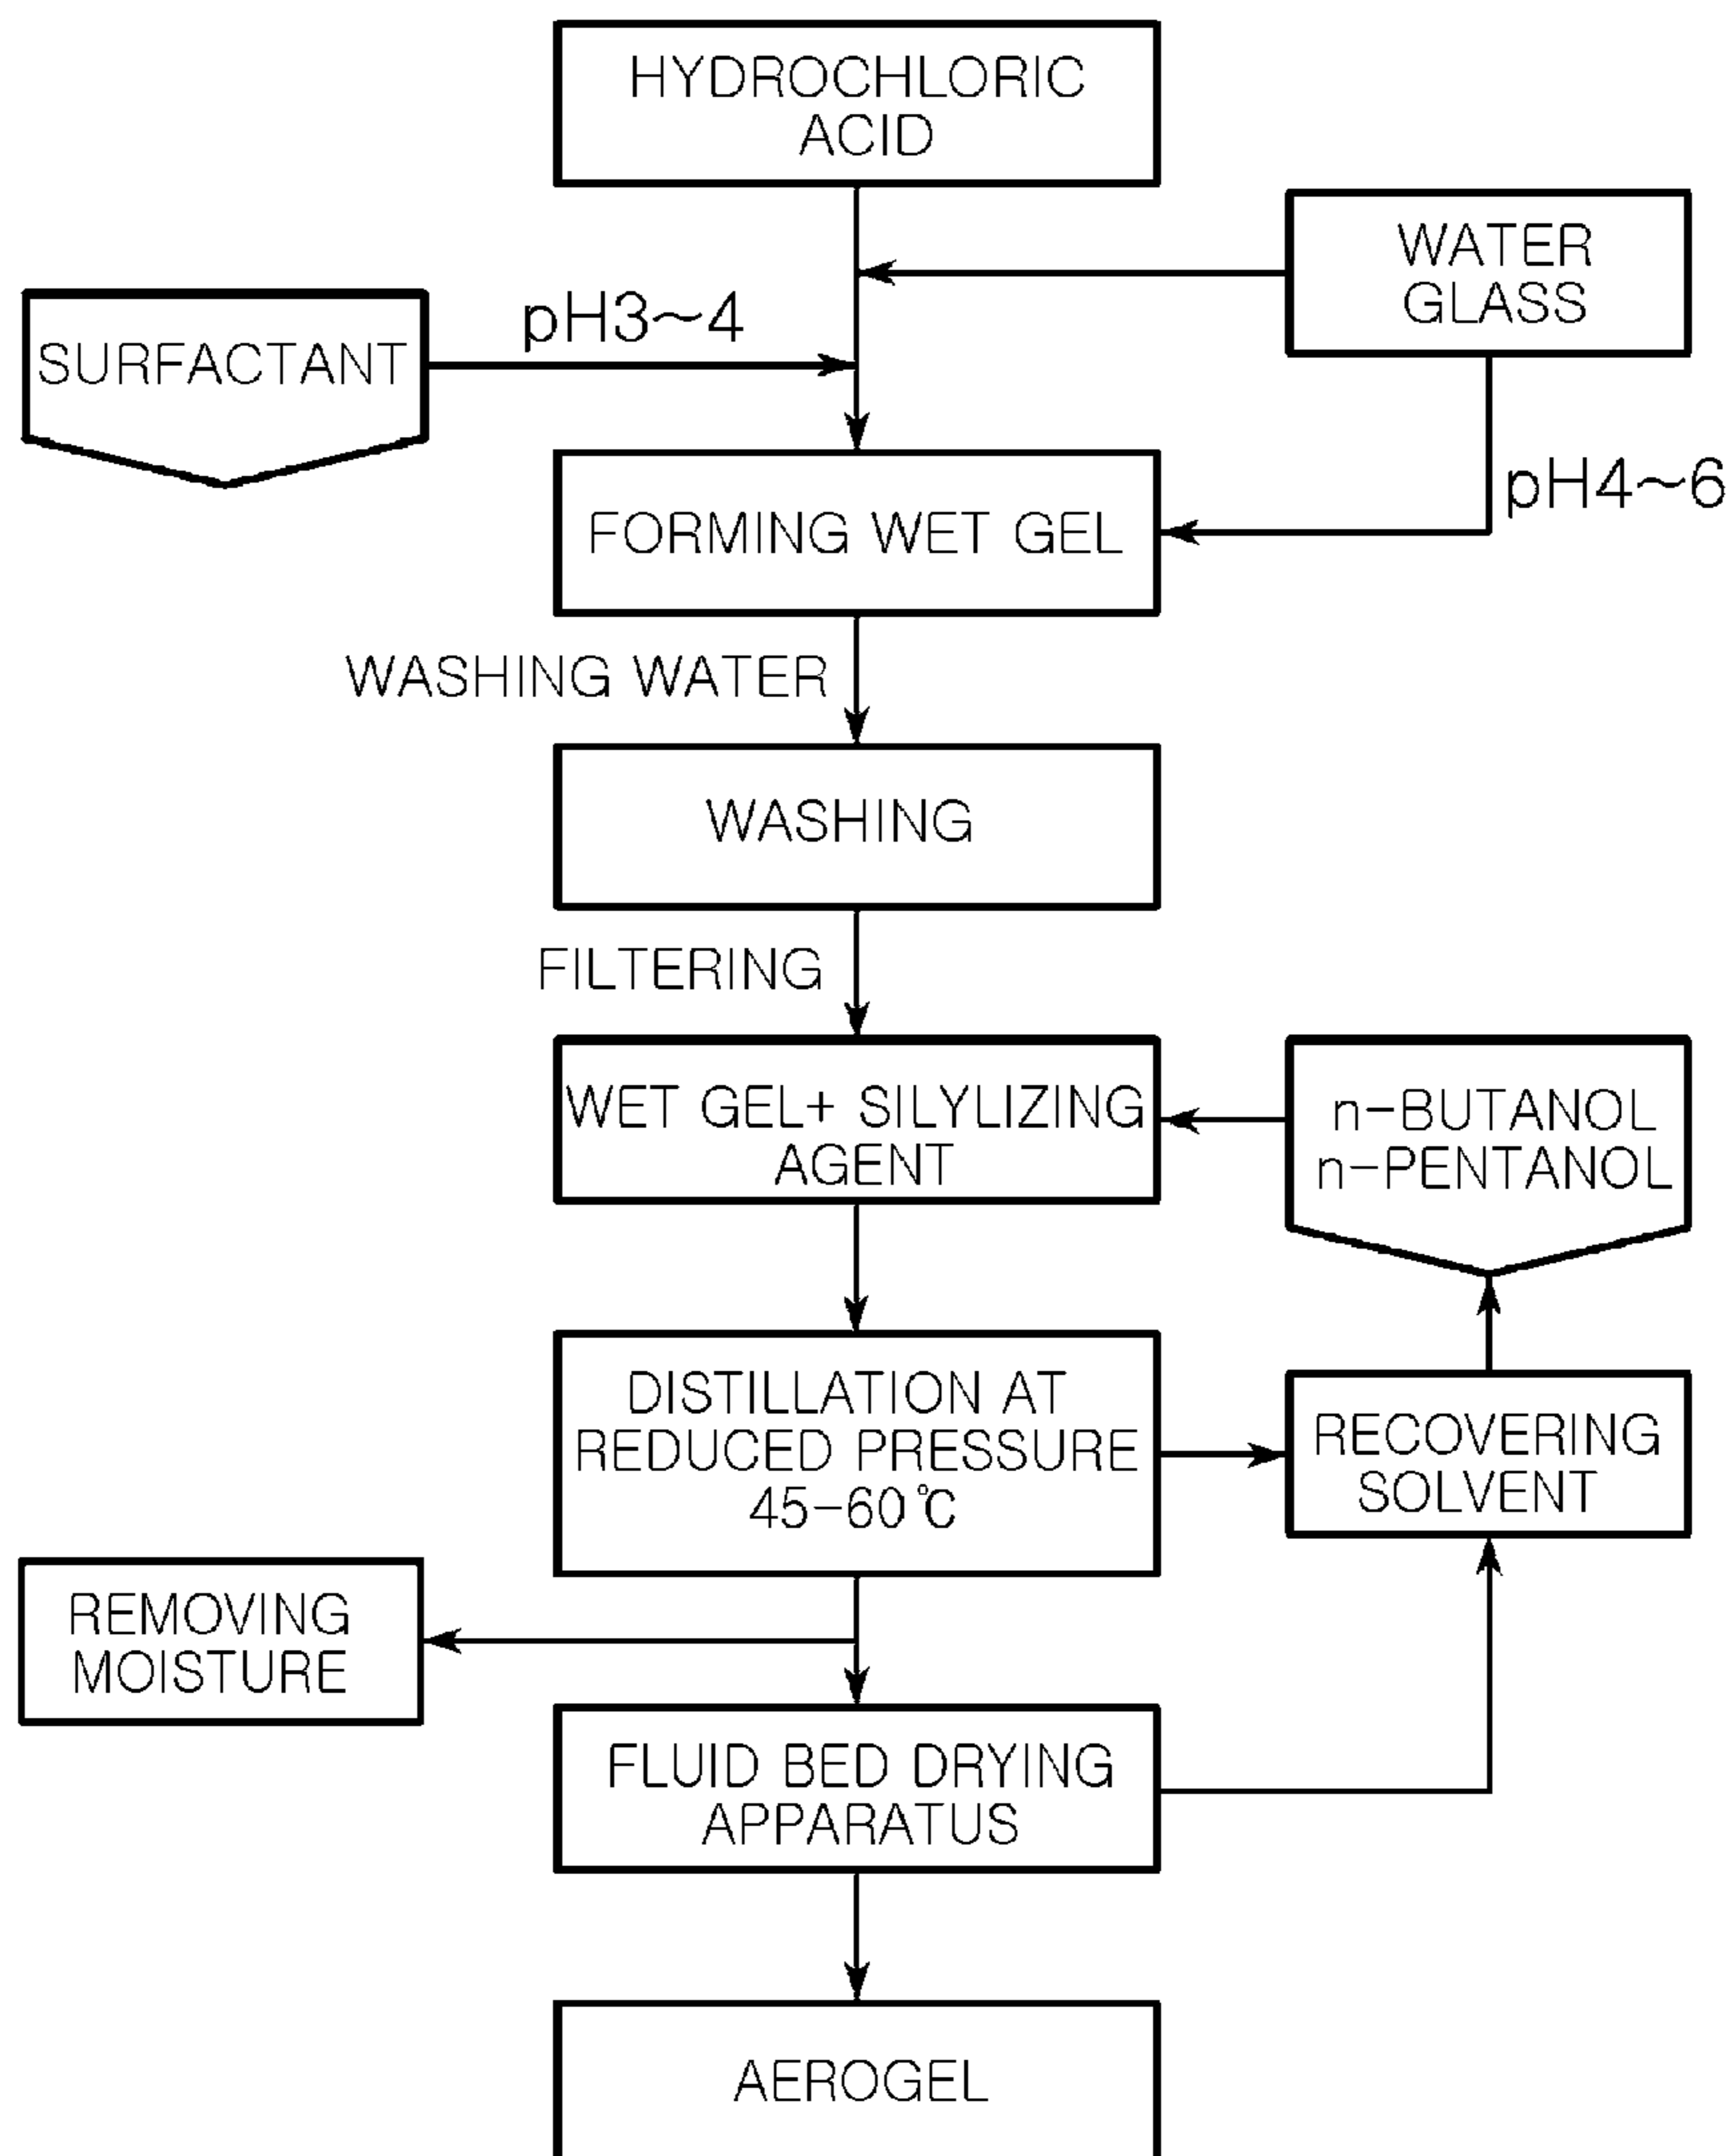 HYDROCHLORIC
ACID
WATER
GLASS
SURFACTANT
pH3~4
pH4~6
FORMING WET GEL
WASHING WATER
WASHING
FILTERING
WET GEL+ SILYLIZING
AGENT
n-BUTANOL
n-PENTANOL
DISTILLATION AT
REDUCED PRESSURE
45-60℃
RECOVERING
SOLVENT
REMOVING
MOISTURE
FLUID BED DRYING
APPARATUS
AEROGEL